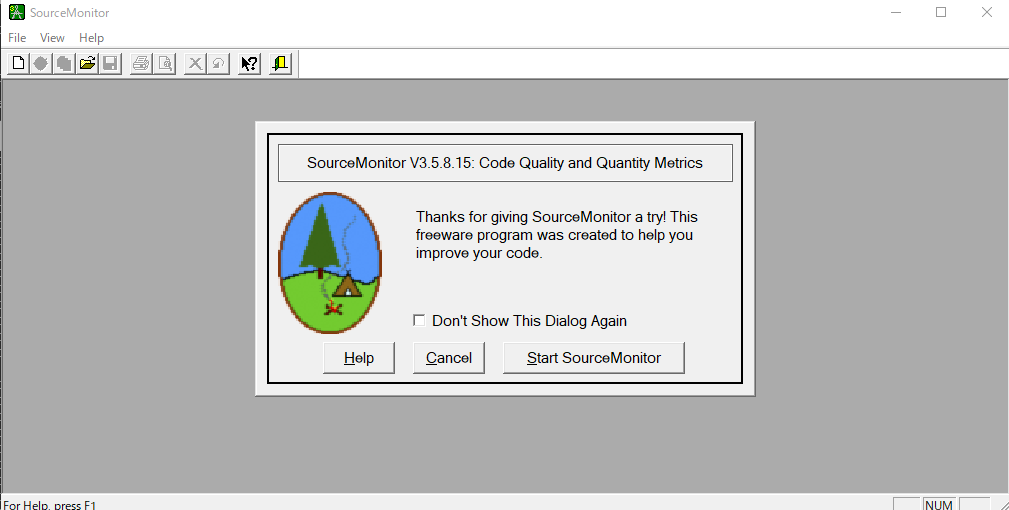 SourceMonitor
File View Help
SourceMonitor V3.5.8.15: Code Quality and Quantity Metrics
Thanks for giving SourceMonitor a try! This
freeware program was created to help you
improve your code.
Don't Show This Dialog Again
Help Cancel Start SourceMonitor
For Help, press F1 NUM